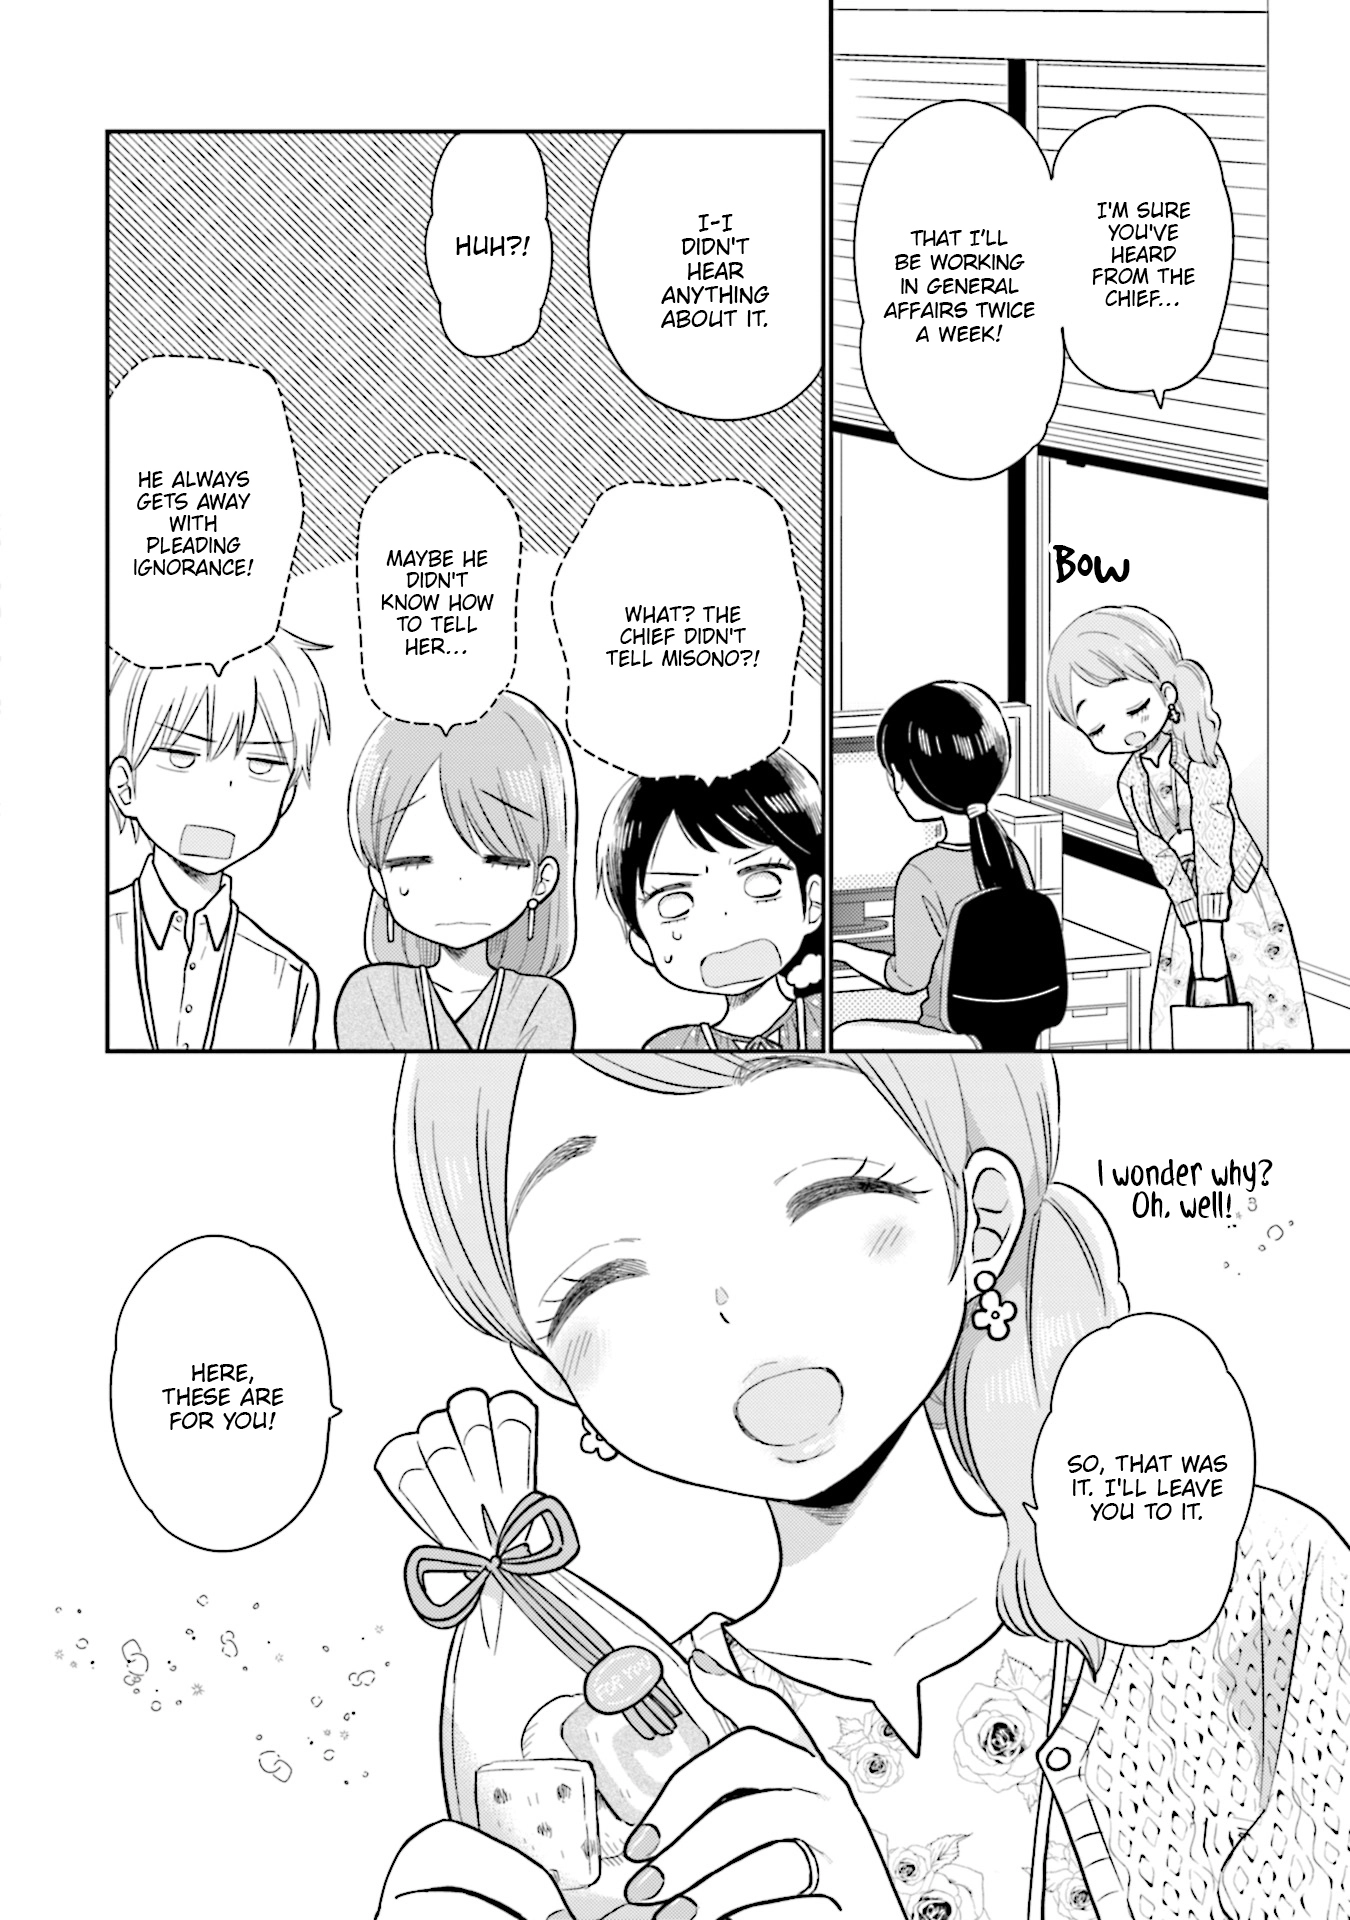 I'M SURE
YOU'VE
HEARD
FROM THE
CHIEF...
THAT I'LL
BE WORKING
IN GENERAL
AFFAIRS TWICE
A WEEK!
BOW
I-I
DIDN'T
HEAR
ANYTHING
ABOUT IT.
HUH?!
WHAT? THE
CHIEF DIDN'T
TELL MISONO?!
MAYBE HE
DIDN'T
KNOW HOW
TO TELL
HER...
HE ALWAYS
GETS AWAY
WITH
PLEADING
IGNORANCE!
I wonder why?
Oh, well!
SO, THAT WAS
IT. I'LL LEAVE
YOU TO IT.
HERE,
THESE ARE
FOR YOU!
FOR YOU